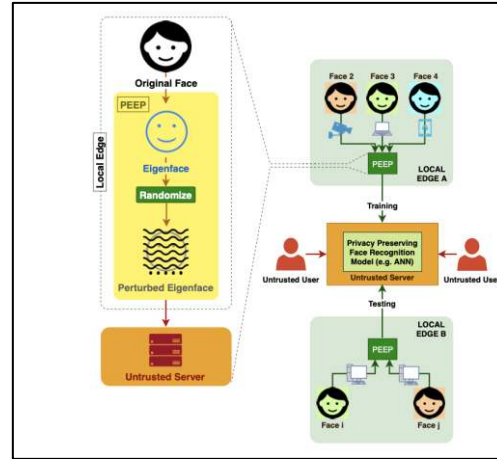 Original Face
PEEP
Local Edge
Eigenface
Randomize
Perturbed Eigenface
Untrusted Server
Face 2
Face 3
Face 4
PEEP
LOCAL
EDGE A
Training
Privacy Preserving
Face Recognition
Model (e.g. ANN)
Untrusted Server
Untrusted User
Untrusted User
Testing
LOCAL
EDGE B
PEEP
Face i
Face j